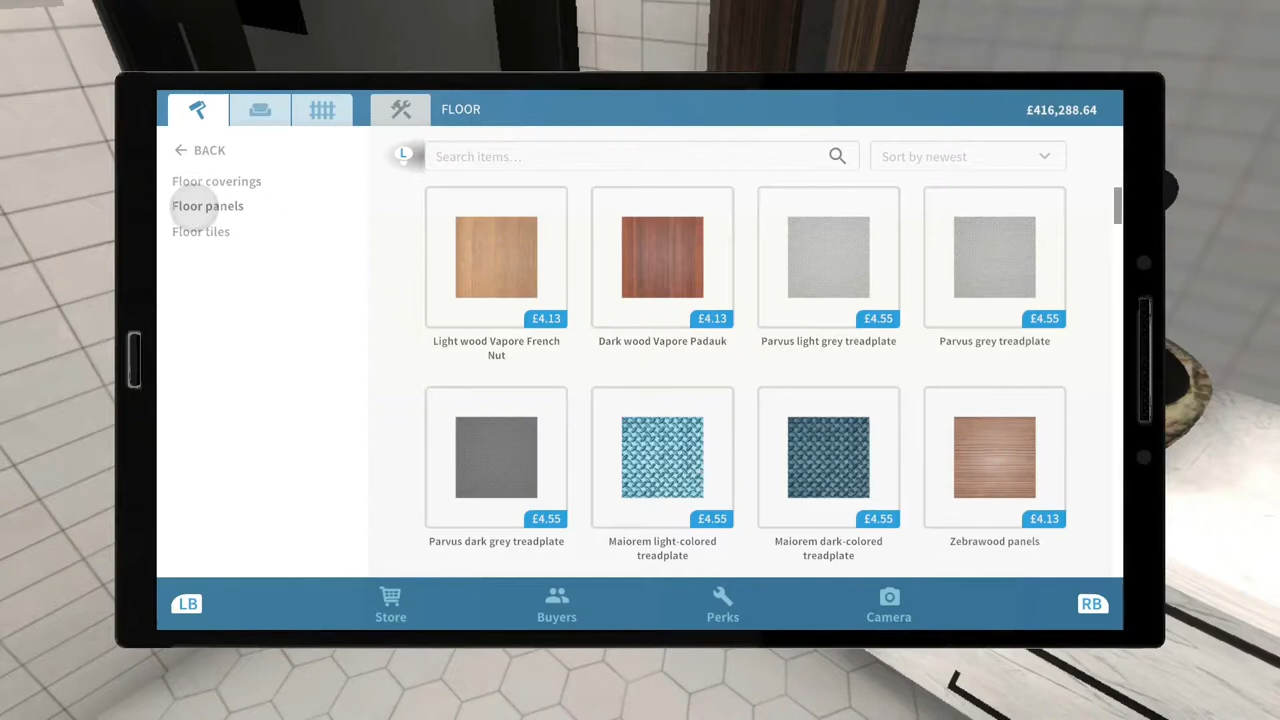 FLOOR
£416,288.64
BACK
L
Search items...
Sort by newest
Floor coverings
Floor panels
Floor tiles
£4.13
£4.13
£4.55
£4.55
Light wood Vapore French
Nut
Dark wood Vapore Padauk
Parvus light grey treadplate
Parvus grey treadplate
£4.55
£4.55
£4.55
£4.13
Parvus dark grey treadplate
Maiorem light-colored
treadplate
Maiorem dark-colored
treadplate
Zebrawood panels
LB
Store
Buyers
Perks
Camera
RB